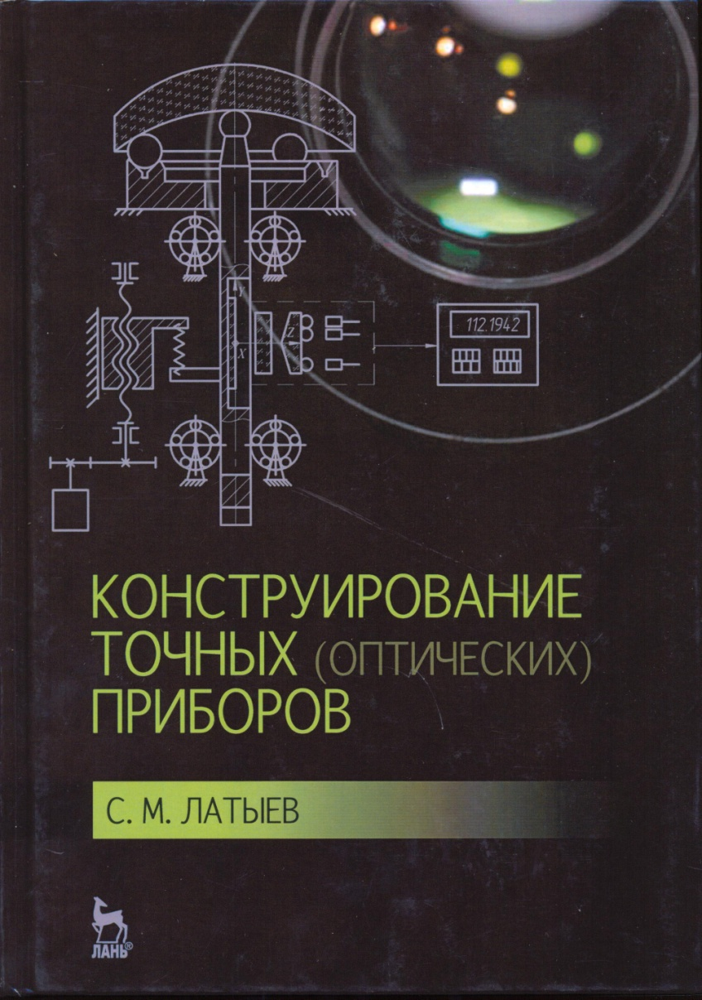 112.1942
Y
Z
X
КОНСТРУИРОВАНИЕ
ТОЧНЫХ (ОПТИЧЕСКИХ)
ПРИБОРОВ
С. М. ЛАТЫЕВ
ЛАНЬ®